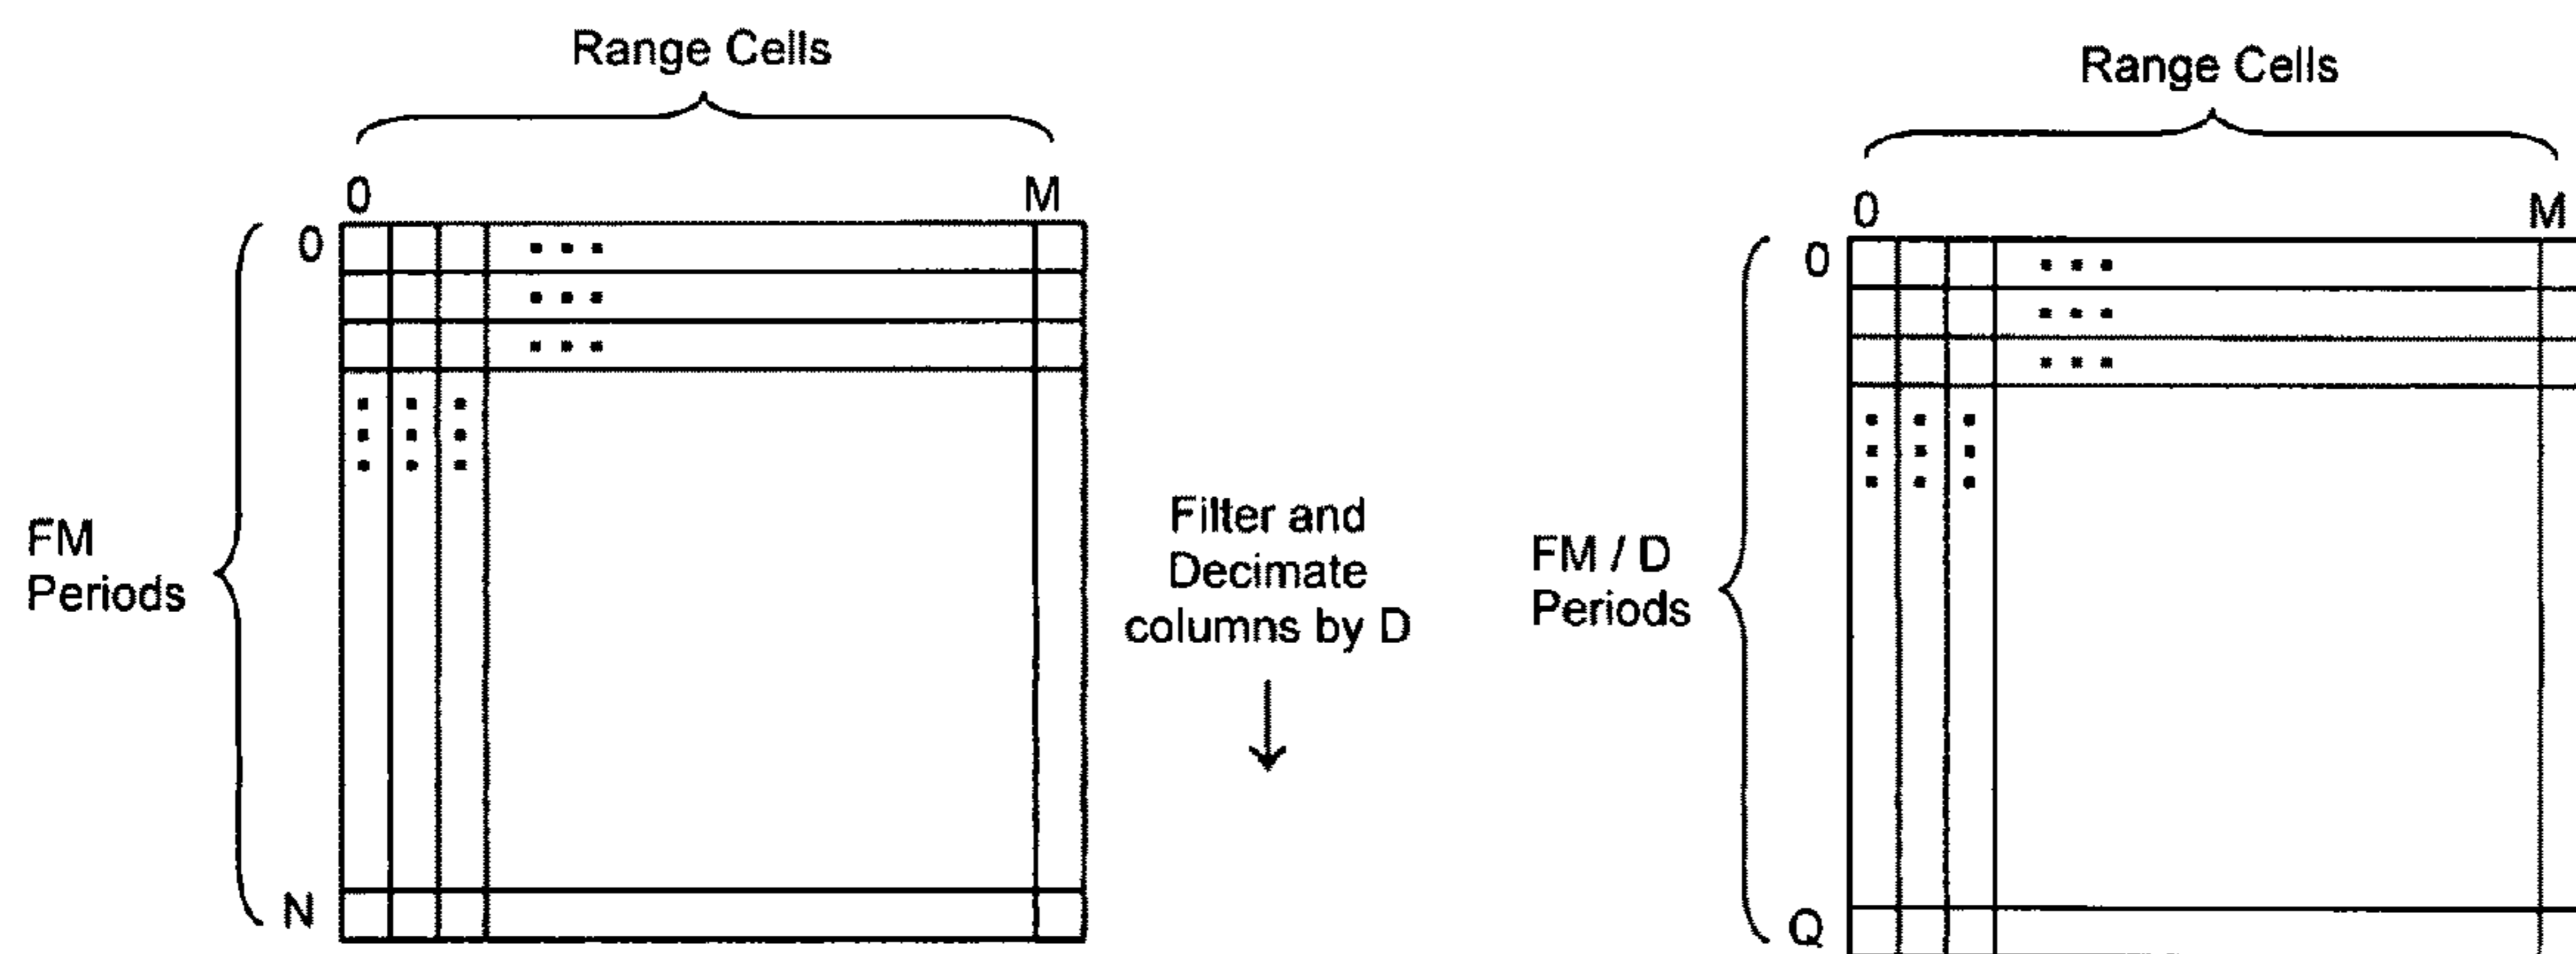 Range Cells
0
M
0
FM
Periods
N
Filter and
Decimate
columns by D
Range Cells
0
M
0
FM / D
Periods
Q